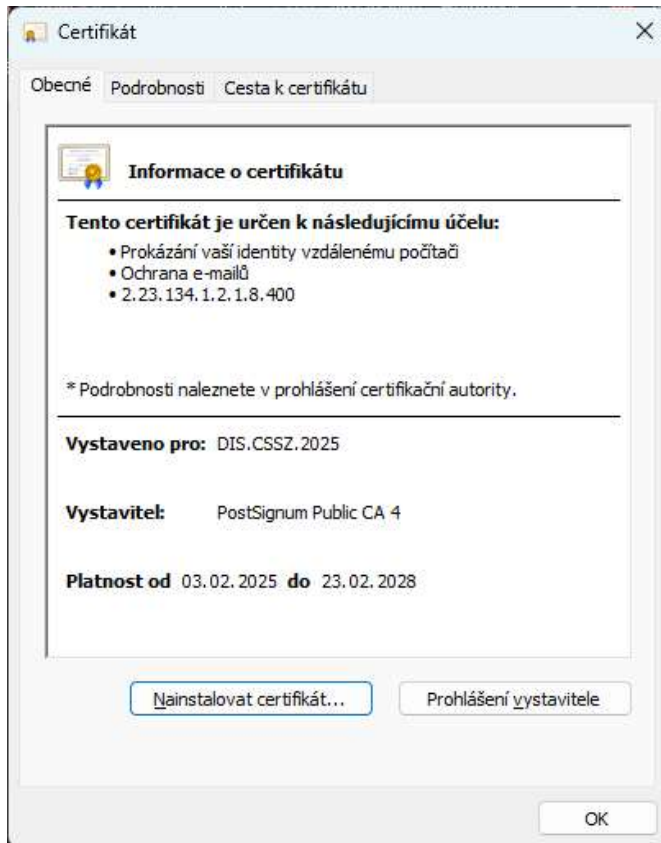 Certifikát
Obecné Podrobnosti Cesta k certifikátu
Informace o certifikátu
Tento certifikát je určen k následujícímu účelu:
• Prokázání vaší identity vzdálenému počítači
• Ochrana e-mailů
• 2.23.134.1.2.1.8.400
* Podrobnosti naleznete v prohlášení certifikační autority.
Vystaveno pro: DIS.CSSZ.2025
Vystavitel: PostSignum Public CA 4
Platnost od 03.02.2025 do 23.02.2028
Nainstalovat certifikát... Prohlášení vystavitele
OK